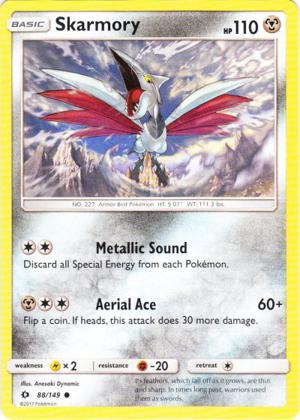 BASIC Skarmory HP 110
NO. 227 Armor Bird Pokémon HT: 5'07" WT: 111.3 lbs.
Metallic Sound
Discard all Special Energy from each Pokémon.
Aerial Ace 60+
Flip a coin. If heads, this attack does 30 more damage.
weakness ×2 resistance -20 retreat
Illus. Anesaki Dynamic
88/149
©2017 Pokémon
Its feathers, which fall off as it grows, are thin and sharp. In times long past, warriors used them